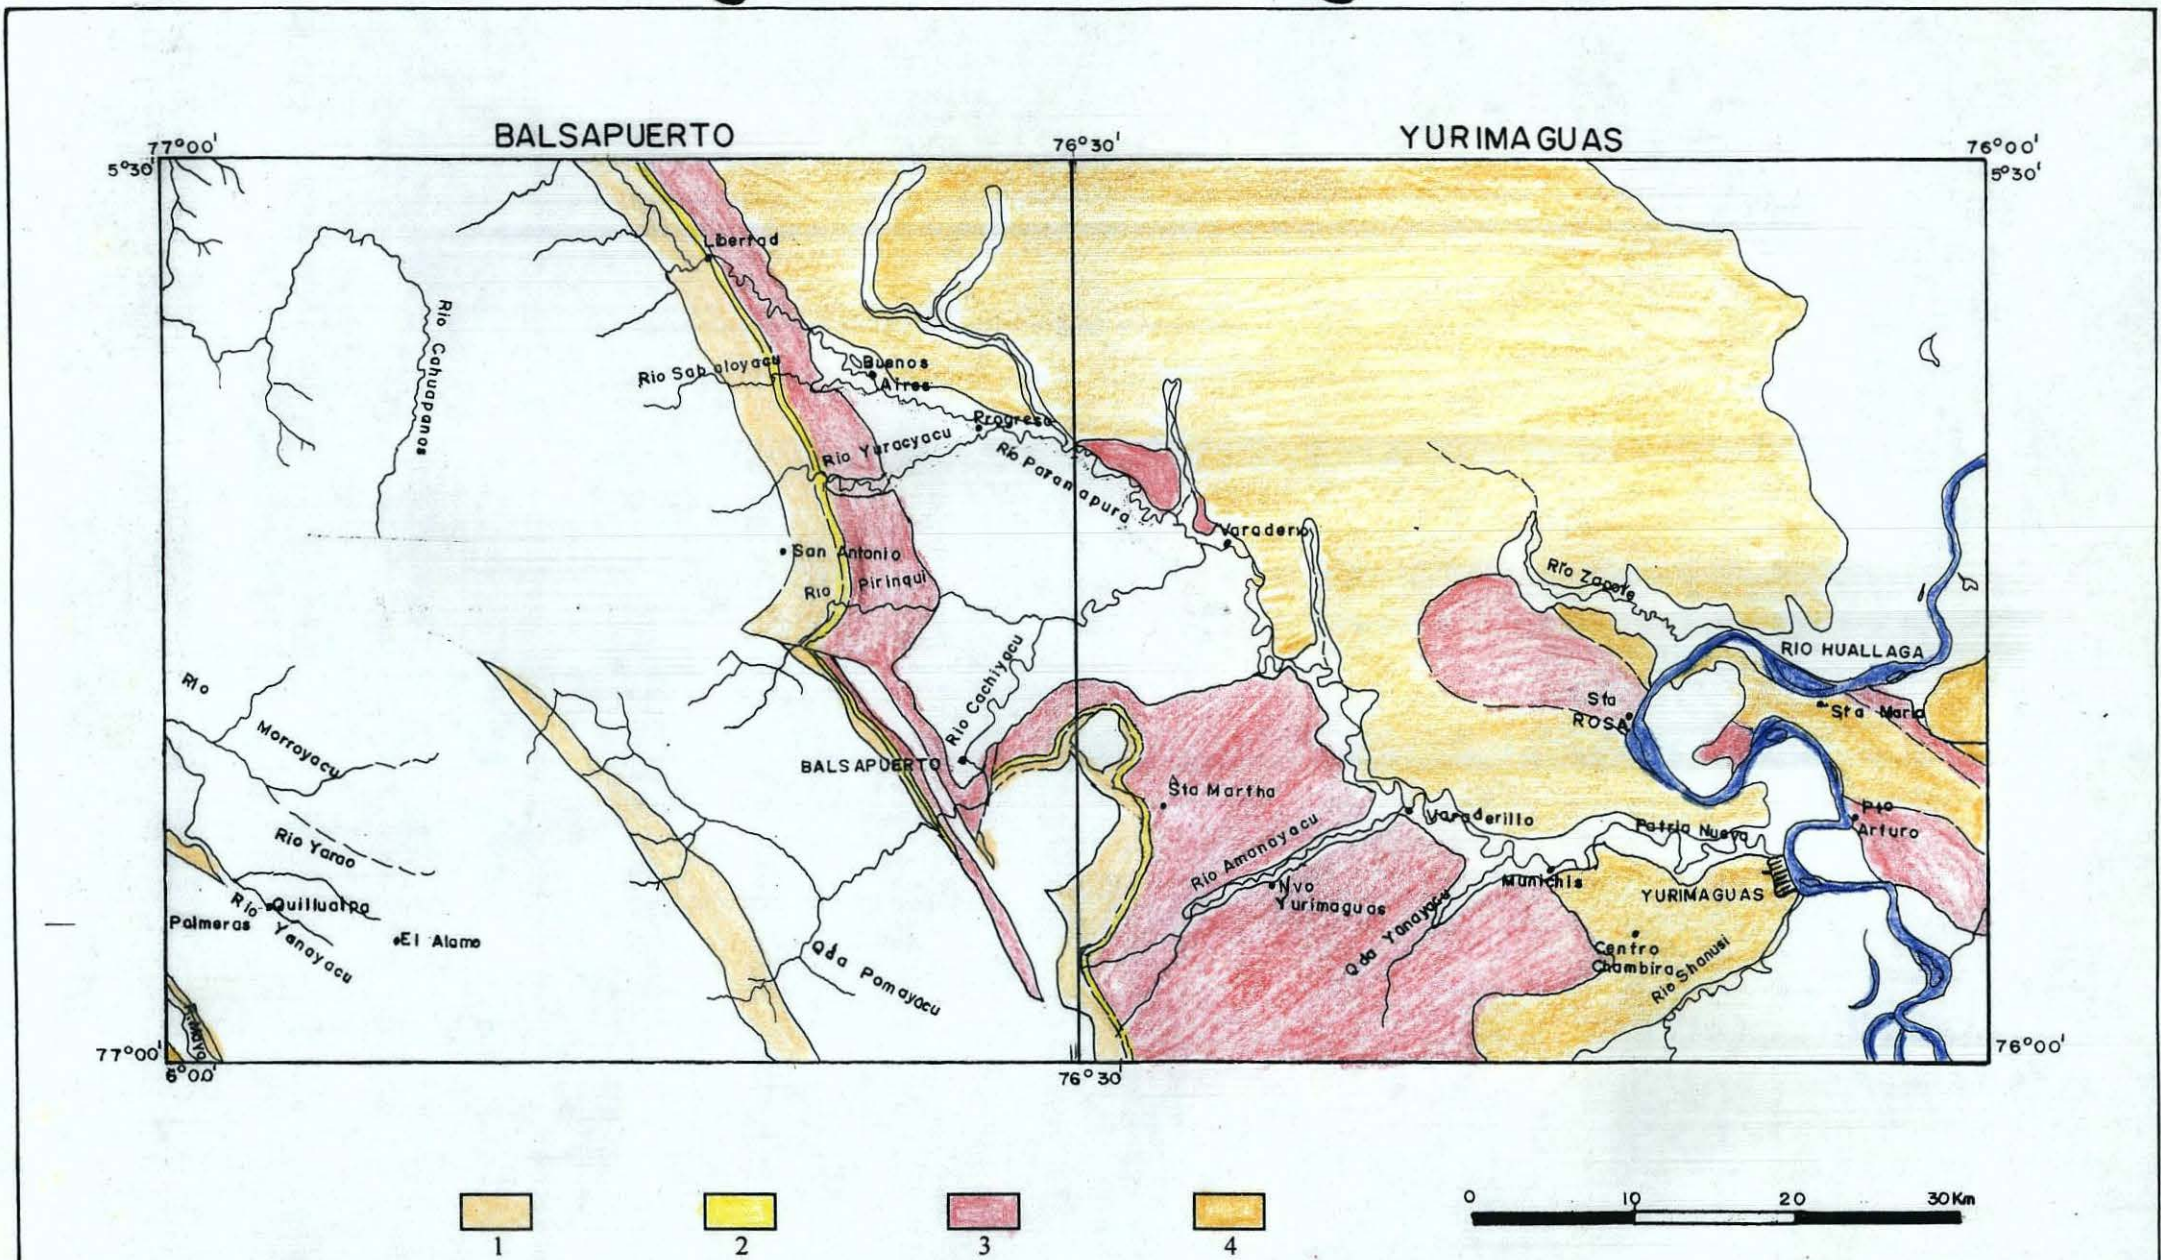 BALSAPUERTO
YURIMAGUAS
77°00'
76°30'
76°00'
5°30'
5°30'
Libertad
Rio Cahuapanas
Rio Sabaloyacu
Buenos
Aires
Progreso
Rio Yuracyacu
Rio Paranapura
Varadero
San Antonio
Rio Pirinqui
Rio Zapote
RIO HUALLAGA
Rio Cachiyacu
Rio
Morroyacu
Sta
ROSA
Sta Maria
BALSAPUERTO
Sta Martha
Varaderillo
Pto
Arturo
Patria Nueva
Rio Yarao
Rio Amanayacu
Munichis
YURIMAGUAS
Nvo
Yurimaguas
Quillualpa
Palmeras
Rio
Yanayacu
El Alamo
Qda Yanayacu
Centro
Chambira
Rio Shanusi
Qda Pomayacu
R. Mayo
77°00'
6°00'
76°30'
76°00'
0 10 20 30 Km
1 2 3 4